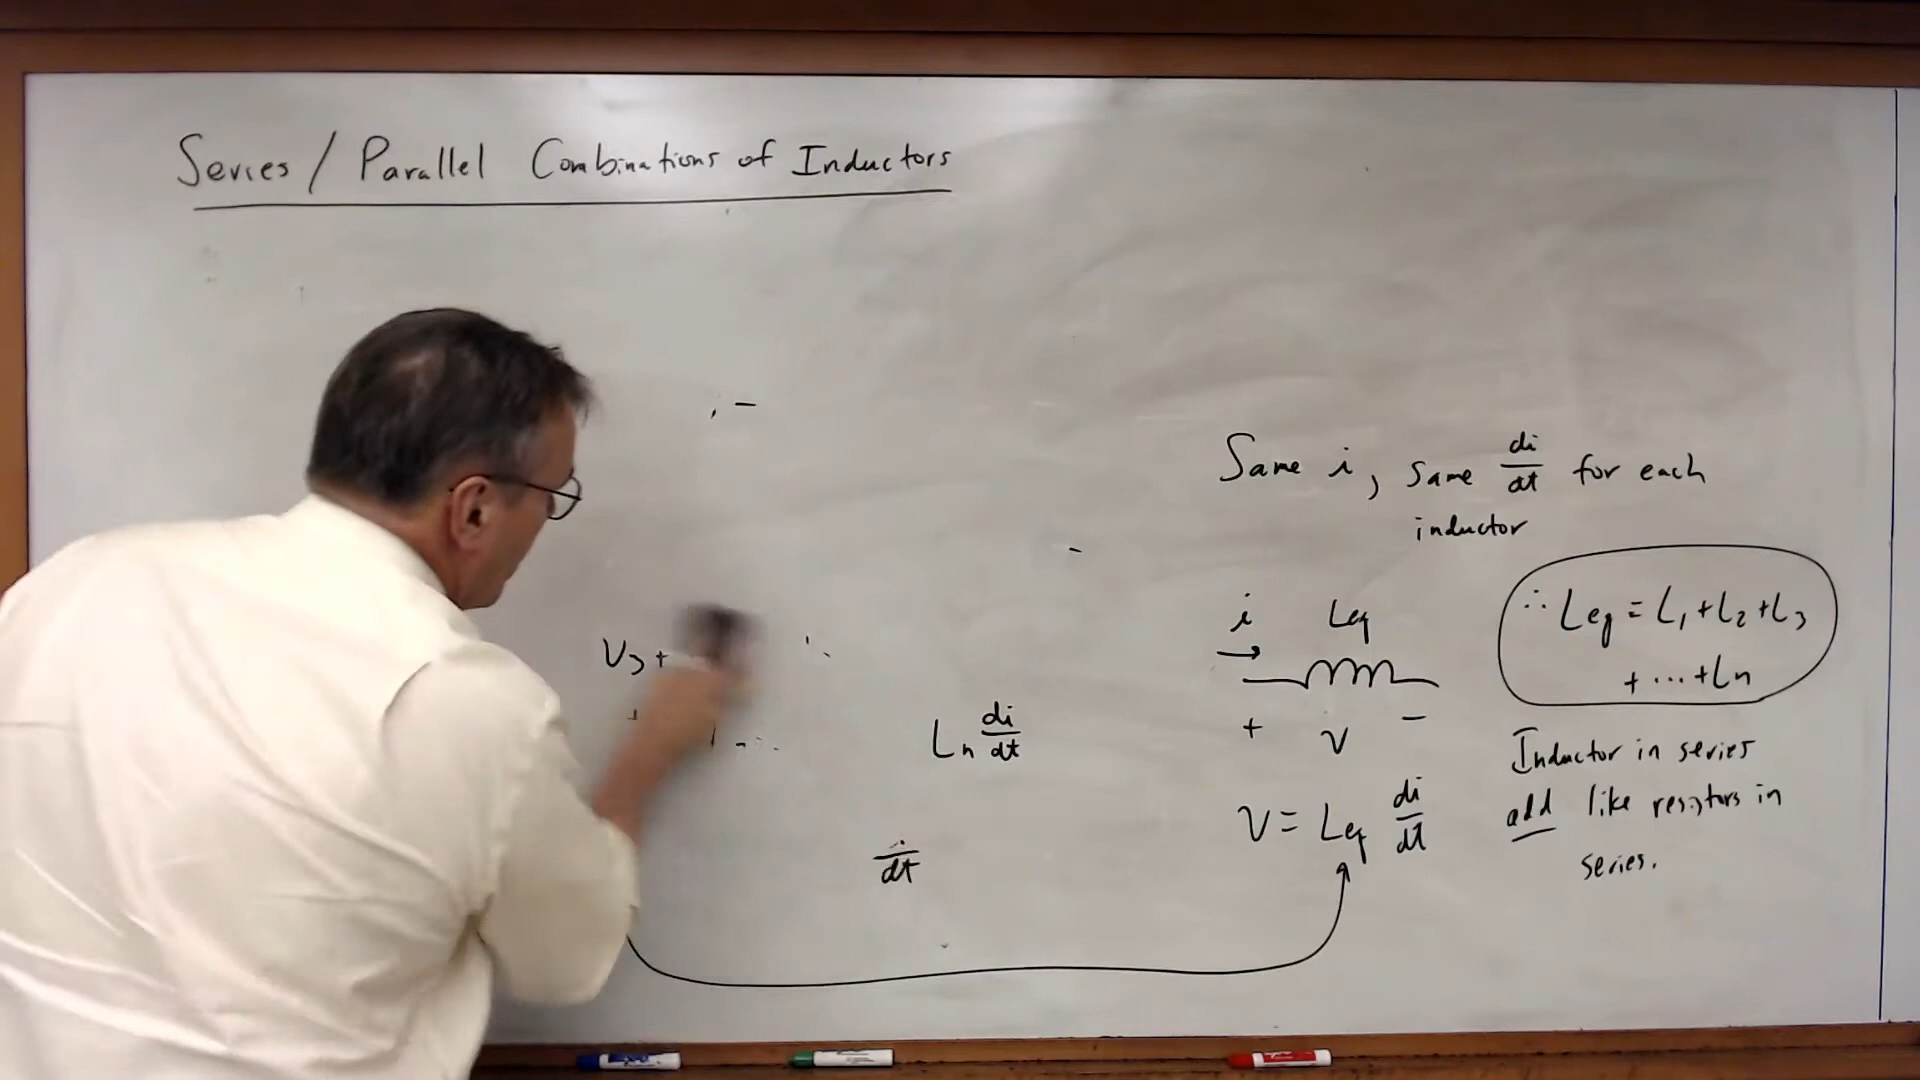 Series / Parallel Combinations of Inductors
Same i, same di/dt for each
inductor
i Leq
∴ Leq = L1 + L2 + L3
+ ... + Ln
V3 +
Ln di/dt
+ v −
Inductor in series
add like resistors in
series.
V = Leq di/dt
dt